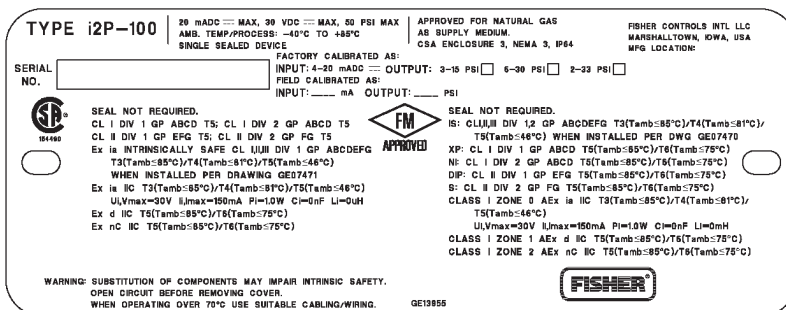 TYPE i2P-100
20 mADC MAX, 30 VDC MAX, 50 PSI MAX
AMB. TEMP/PROCESS: -40°C TO +85°C
SINGLE SEALED DEVICE
APPROVED FOR NATURAL GAS
AS SUPPLY MEDIUM.
CSA ENCLOSURE 3, NEMA 3, IP64
FISHER CONTROLS INTL LLC
MARSHALLTOWN, IOWA, USA
MFG LOCATION:
SERIAL
NO.
FACTORY CALIBRATED AS:
INPUT: 4-20 mADC OUTPUT: 3-15 PSI 6-30 PSI 2-33 PSI
FIELD CALIBRATED AS:
INPUT:____ mA OUTPUT: ____ PSI
SA
154490
SEAL NOT REQUIRED.
CL I DIV 1 GP ABCD T5; CL I DIV 2 GP ABCD T5
CL II DIV 1 GP EFG T5; CL II DIV 2 GP FG T5
Ex ia INTRINSICALLY SAFE CL I,II,III DIV 1 GP ABCDEFG
T3(Tamb≤85°C)/T4(Tamb≤81°C)/T5(Tamb≤46°C)
WHEN INSTALLED PER DRAWING GE07471
Ex ia IIC T3(Tamb≤85°C)/T4(Tamb≤81°C)/T5(Tamb≤46°C)
Ui,Vmax=30V Ii,Imax=150mA Pi=1.0W Ci=0nF Li=0uH
Ex d IIC T5(Tamb≤85°C)/T6(Tamb≤75°C)
Ex nC IIC T5(Tamb≤85°C)/T6(Tamb≤75°C)
FM
APPROVED
SEAL NOT REQUIRED.
IS: CLI,II,III DIV 1,2 GP ABCDEFG T3(Tamb≤85°C)/T4(Tamb≤81°C)/
T5(Tamb≤46°C) WHEN INSTALLED PER DWG GE07470
XP: CL I DIV 1 GP ABCD T5(Tamb≤85°C)/T6(Tamb≤75°C)
NI: CL I DIV 2 GP ABCD T5(Tamb≤85°C)/T6(Tamb≤75°C)
DIP: CL II DIV 1 GP EFG T5(Tamb≤85°C)/T6(Tamb≤75°C)
S: CL II DIV 2 GP FG T5(Tamb≤85°C)/T6(Tamb≤75°C)
CLASS I ZONE 0 AEx ia IIC T3(Tamb≤85°C)/T4(Tamb≤81°C)/
T5(Tamb≤46°C)
Ui,Vmax=30V Ii,Imax=150mA Pi=1.0W Ci=0nF Li=0mH
CLASS I ZONE 1 AEx d IIC T5(Tamb≤85°C)/T6(Tamb≤75°C)
CLASS I ZONE 2 AEx nC IIC T5(Tamb≤85°C)/T6(Tamb≤75°C)
WARNING: SUBSTITUTION OF COMPONENTS MAY IMPAIR INTRINSIC SAFETY.
OPEN CIRCUIT BEFORE REMOVING COVER.
WHEN OPERATING OVER 70°C USE SUITABLE CABLING/WIRING.
GE13855
FISHER